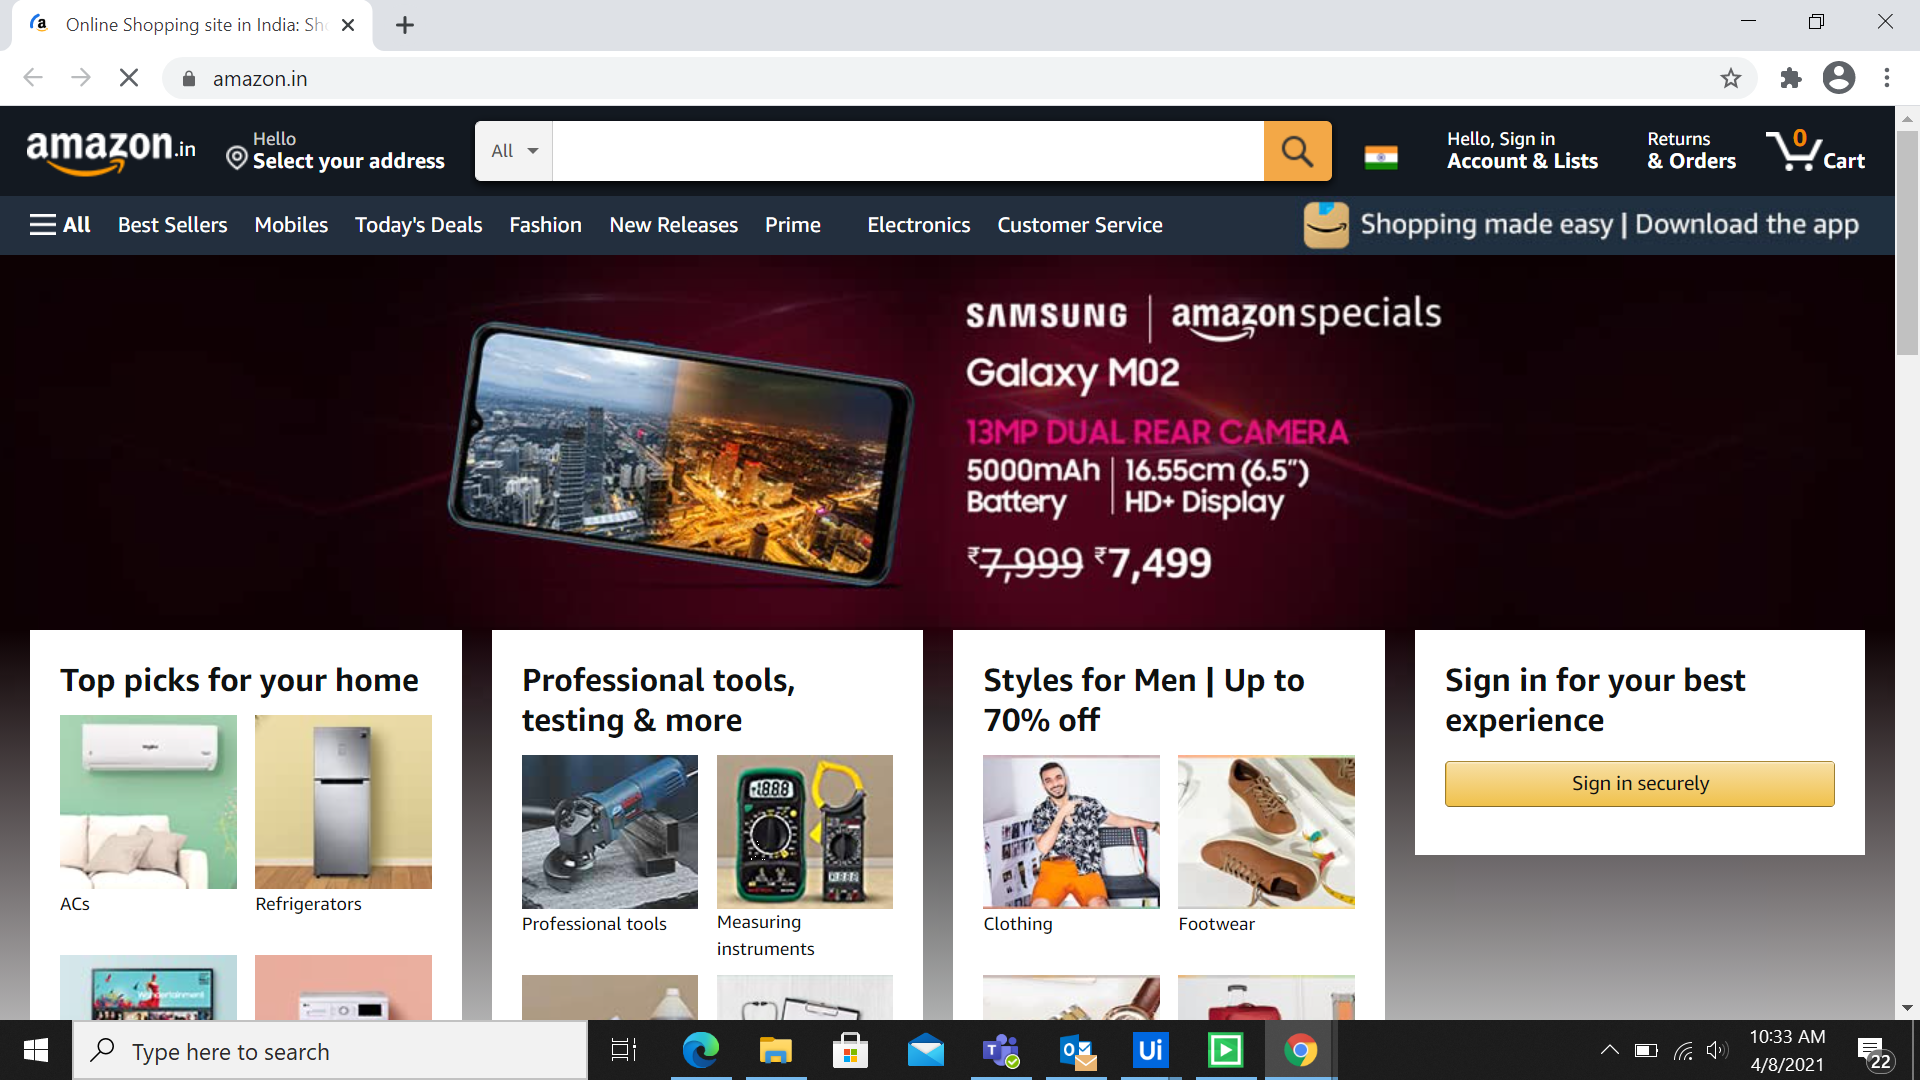 Online Shopping site in India: Sh
amazon.in
amazon.in
Hello
Select your address
All
Hello, Sign in
Account & Lists
Returns
& Orders
0
Cart
All
Best Sellers
Mobiles
Today's Deals
Fashion
New Releases
Prime
Electronics
Customer Service
Shopping made easy | Download the app
SAMSUNG | amazonspecials
Galaxy M02
13MP DUAL REAR CAMERA
5000mAh
Battery
16.55cm (6.5")
HD+ Display
₹7,999 ₹7,499
Top picks for your home
ACs
Refrigerators
Professional tools,
testing & more
Professional tools
Measuring
instruments
Styles for Men | Up to
70% off
Clothing
Footwear
Sign in for your best
experience
Sign in securely
Type here to search
Ui
10:33 AM
4/8/2021
22